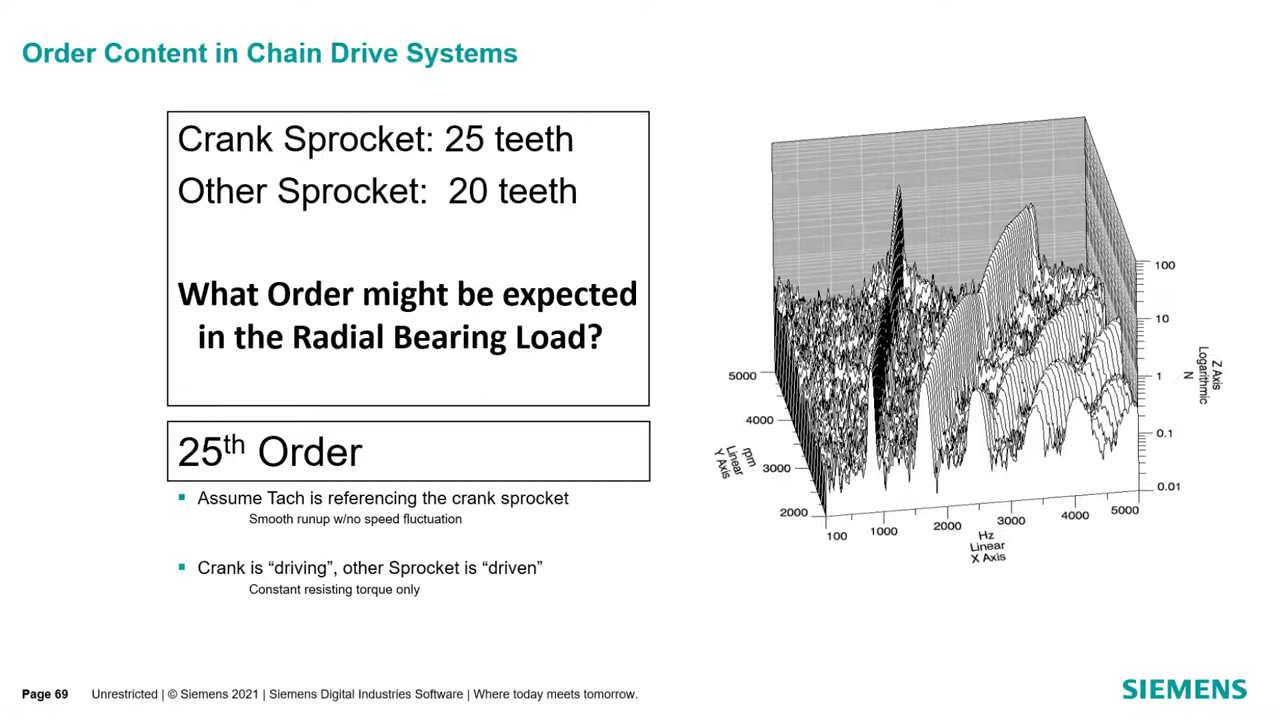 Order Content in Chain Drive Systems
Crank Sprocket: 25 teeth
Other Sprocket: 20 teeth
What Order might be expected
in the Radial Bearing Load?
25th Order
▪ Assume Tach is referencing the crank sprocket
Smooth runup w/no speed fluctuation
▪ Crank is “driving”, other Sprocket is “driven”
Constant resisting torque only
100
10
1
0.1
0.01
Z Axis
Logarithmic
N
5000
4000
3000
2000
rpm
Linear
Y Axis
100
1000
2000
3000
4000
5000
Hz
Linear
X Axis
Page 69 Unrestricted | © Siemens 2021 | Siemens Digital Industries Software | Where today meets tomorrow.
SIEMENS